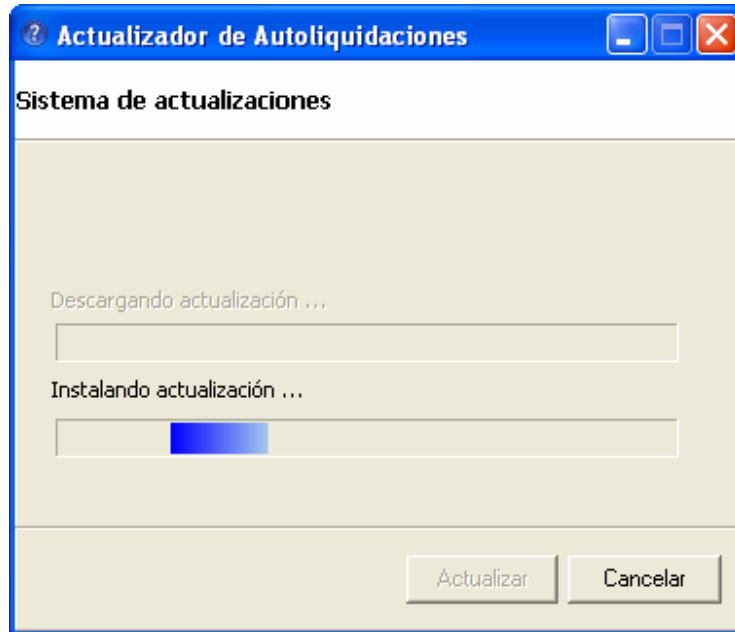 Actualizador de Autoliquidaciones
Sistema de actualizaciones
Descargando actualización ...
Instalando actualización ...
Actualizar
Cancelar